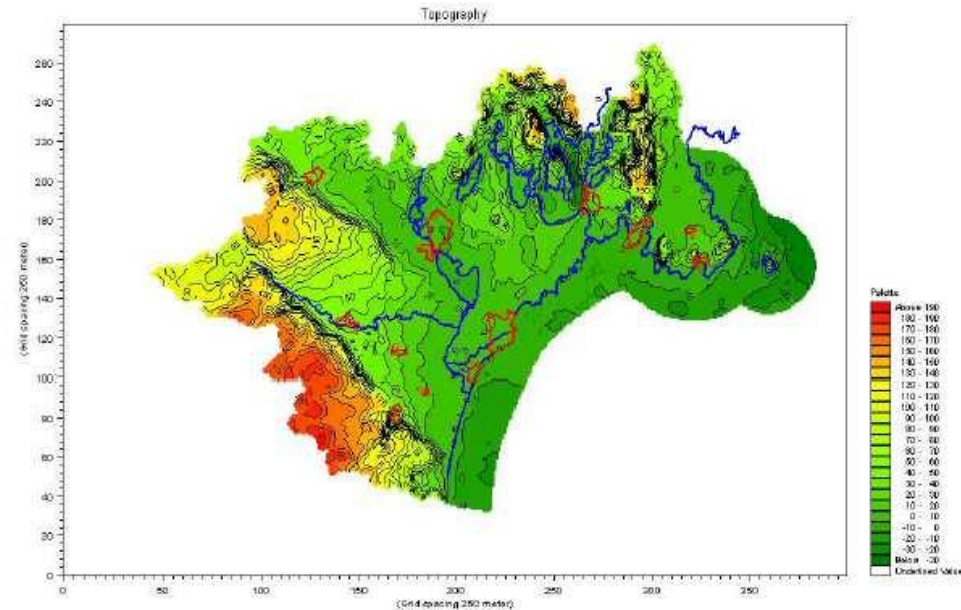 Topography
260
240
220
200
180
160
140
120
100
80
60
40
20
0
(Grid spacing 250 meter)
0 50 100 150 200 250 300 350
(Grid spacing 250 meter)
Palette
Above 190
180 - 190
170 - 180
160 - 170
150 - 160
140 - 150
130 - 140
120 - 130
110 - 120
100 - 110
90 - 100
80 - 90
70 - 80
60 - 70
50 - 60
40 - 50
30 - 40
20 - 30
10 - 20
0 - 10
-10 - 0
-20 - -10
-30 - -20
Below -30
Undefined Value